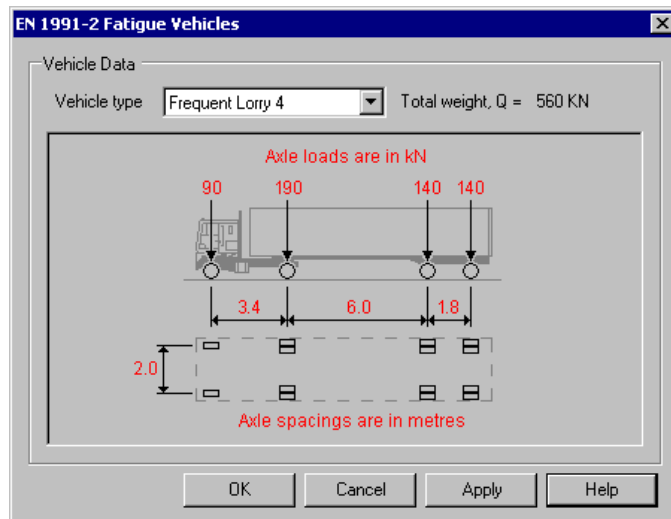 EN 1991-2 Fatigue Vehicles
Vehicle Data
Vehicle type Frequent Lorry 4 Total weight, Q = 560 KN
Axle loads are in kN
90 190 140 140
3.4 6.0 1.8
2.0
Axle spacings are in metres
OK Cancel Apply Help